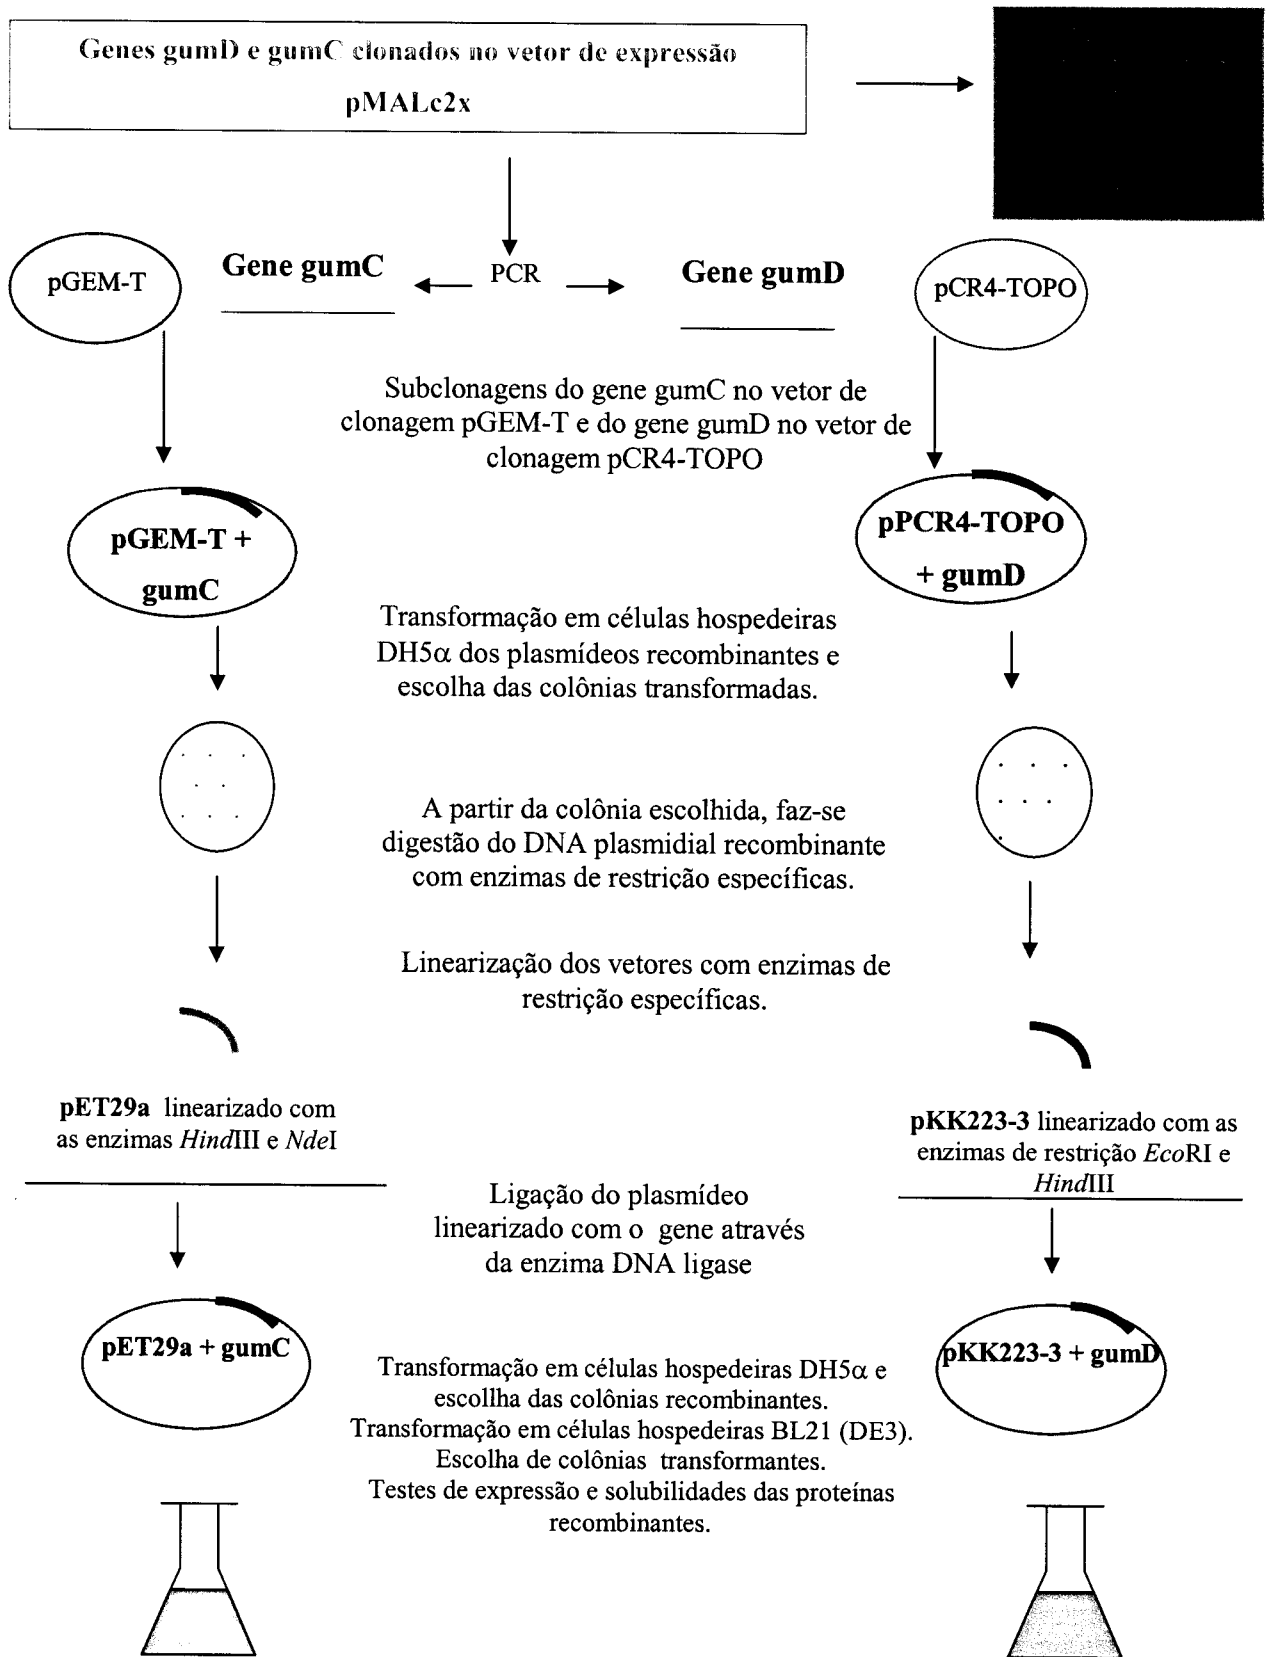 Genes gumD e gumC clonados no vetor de expressão
pMALc2x
pGEM-T
Gene gumC
PCR
Gene gumD
pCR4-TOPO
Subclonagens do gene gumC no vetor de
clonagem pGEM-T e do gene gumD no vetor de
clonagem pCR4-TOPO
pGEM-T +
gumC
pPCR4-TOPO
+ gumD
Transformação em células hospedeiras
DH5α dos plasmídeos recombinantes e
escolha das colônias transformadas.
A partir da colônia escolhida, faz-se
digestão do DNA plasmidial recombinante
com enzimas de restrição específicas.
Linearização dos vetores com enzimas de
restrição específicas.
pET29a linearizado com
as enzimas HindIII e NdeI
pKK223-3 linearizado com as
enzimas de restrição EcoRI e
HindIII
Ligação do plasmídeo
linearizado com o gene através
da enzima DNA ligase
pET29a + gumC
pKK223-3 + gumD
Transformação em células hospedeiras DH5α e
escollha das colônias recombinantes.
Transformação em células hospedeiras BL21 (DE3).
Escolha de colônias transformantes.
Testes de expressão e solubilidades das proteínas
recombinantes.